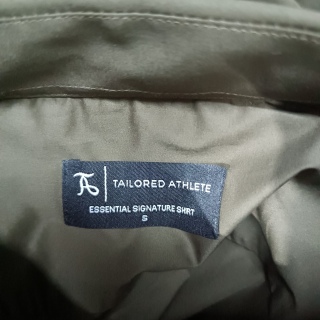 TA TAILORED ATHLETE
ESSENTIAL SIGNATURE SHIRT
S